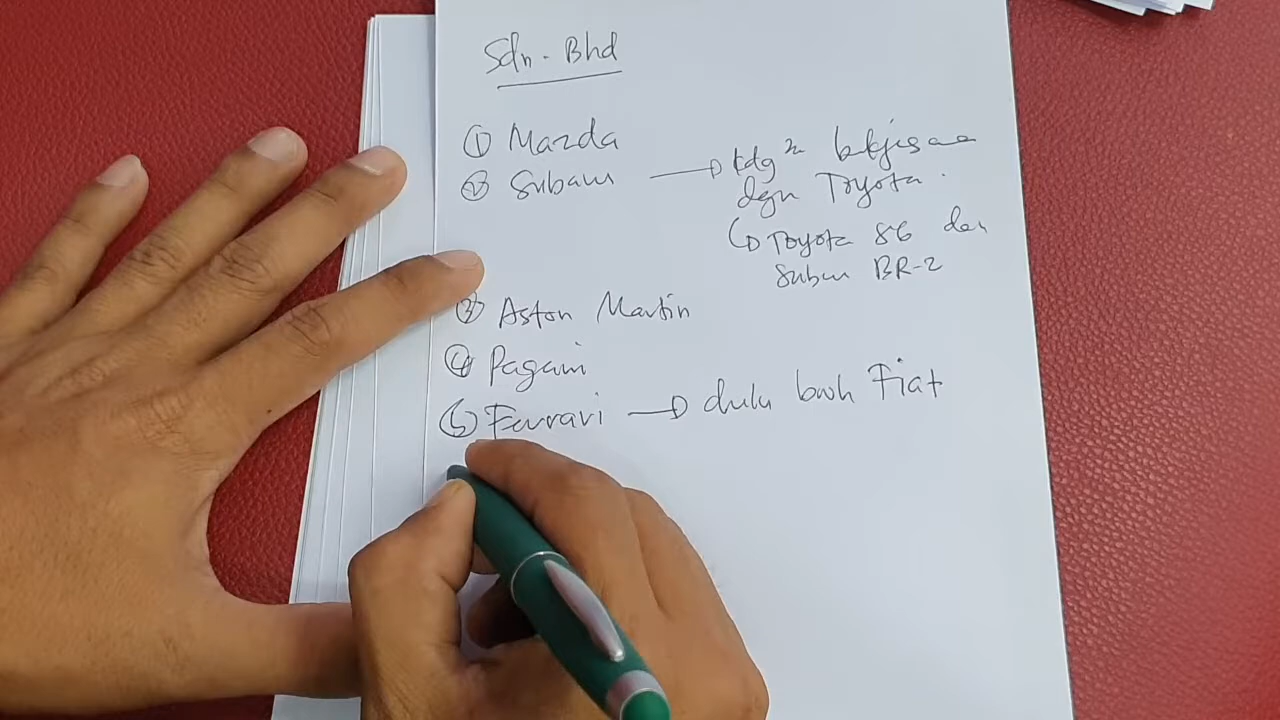 Sdn. Bhd
① Mazda
② Subaru → kdg² bekerjasama
dgn Toyota.
↳ Toyota 86 dan
Subaru BR-Z
③ Aston Martin
④ Pagani
⑤ Ferrari → dulu bwh Fiat